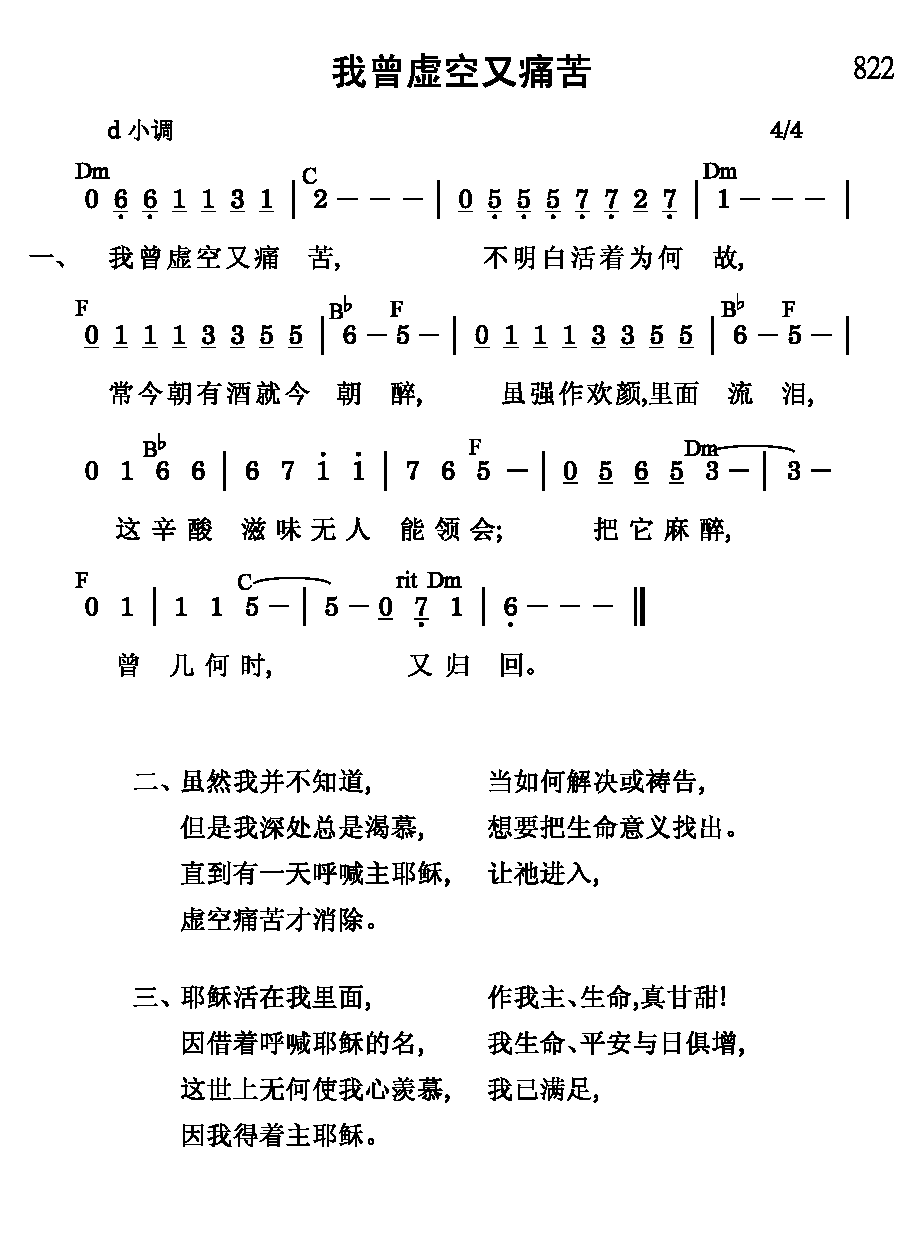 我曾虚空又痛苦 822
d 小调 4/4
Dm C Dm
0 6̣ 6̣ 1 1 3 1 | 2 - - - | 0 5̣ 5̣ 5̣ 7̣ 7̣ 2 7̣ | 1 - - - |
一、 我曾虚空又痛 苦, 不明白活着为何 故,
F B♭ F B♭ F
0 1 1 1 3 3 5 5 | 6 - 5 - | 0 1 1 1 3 3 5 5 | 6 - 5 - |
常今朝有酒就今 朝 醉, 虽强作欢颜,里面 流 泪,
B♭ F Dm
0 1 6 6 | 6 7 1̇ 1̇ | 7 6 5 - | 0 5 6 5 3 - | 3 -
这 辛 酸 滋 味 无 人 能 领 会; 把 它 麻 醉,
F C rit Dm
0 1 | 1 1 5 - | 5 - 0 7̣ 1 | 6̣ - - - ‖
曾 几 何 时, 又 归 回。
二、虽然我并不知道, 当如何解决或祷告,
但是我深处总是渴慕, 想要把生命意义找出。
直到有一天呼喊主耶稣, 让祂进入,
虚空痛苦才消除。
三、耶稣活在我里面, 作我主、生命,真甘甜!
因借着呼喊耶稣的名, 我生命、平安与日俱增,
这世上无何使我心羡慕, 我已满足,
因我得着主耶稣。